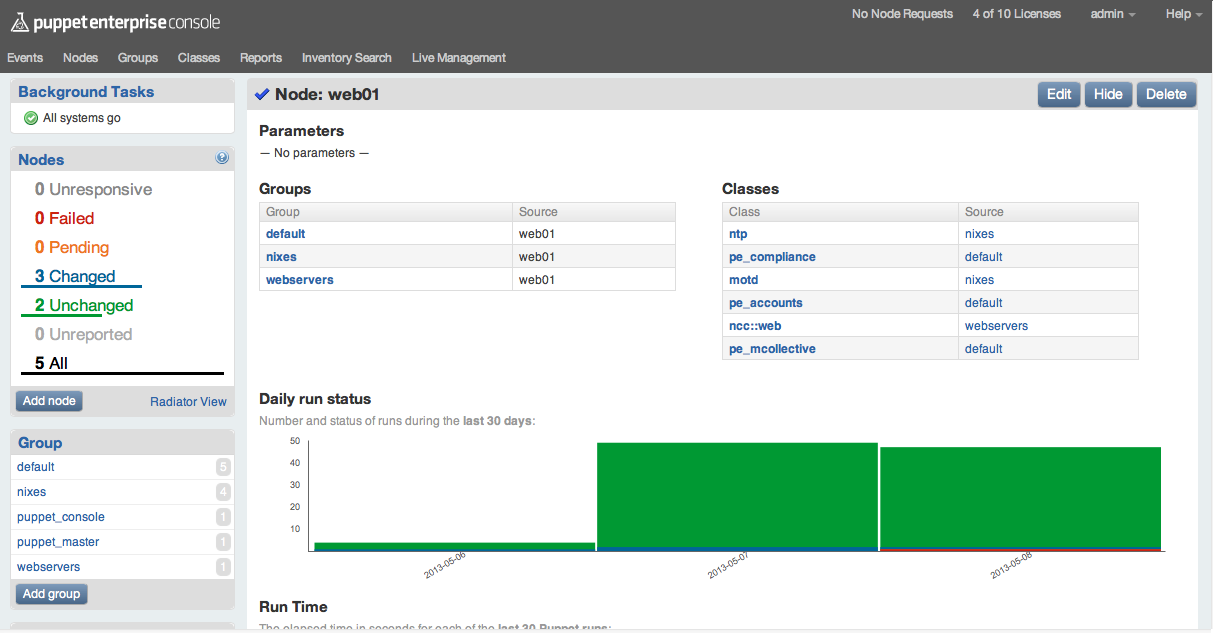 puppet enterprise console
No Node Requests 4 of 10 Licenses admin Help
Events Nodes Groups Classes Reports Inventory Search Live Management
Background Tasks
All systems go
Nodes
0 Unresponsive
0 Failed
0 Pending
3 Changed
2 Unchanged
0 Unreported
5 All
Add node Radiator View
Group
default 5
nixes 4
puppet_console 1
puppet_master 1
webservers 1
Add group
Node: web01
Edit Hide Delete
Parameters
— No parameters —
Groups
Group Source
default web01
nixes web01
webservers web01
Classes
Class Source
ntp nixes
pe_compliance default
motd nixes
pe_accounts default
ncc::web webservers
pe_mcollective default
Daily run status
Number and status of runs during the last 30 days:
50
40
30
20
10
2013-05-06 2013-05-07 2013-05-08
Run Time
The elapsed time in seconds for each of the last 30 Puppet runs: